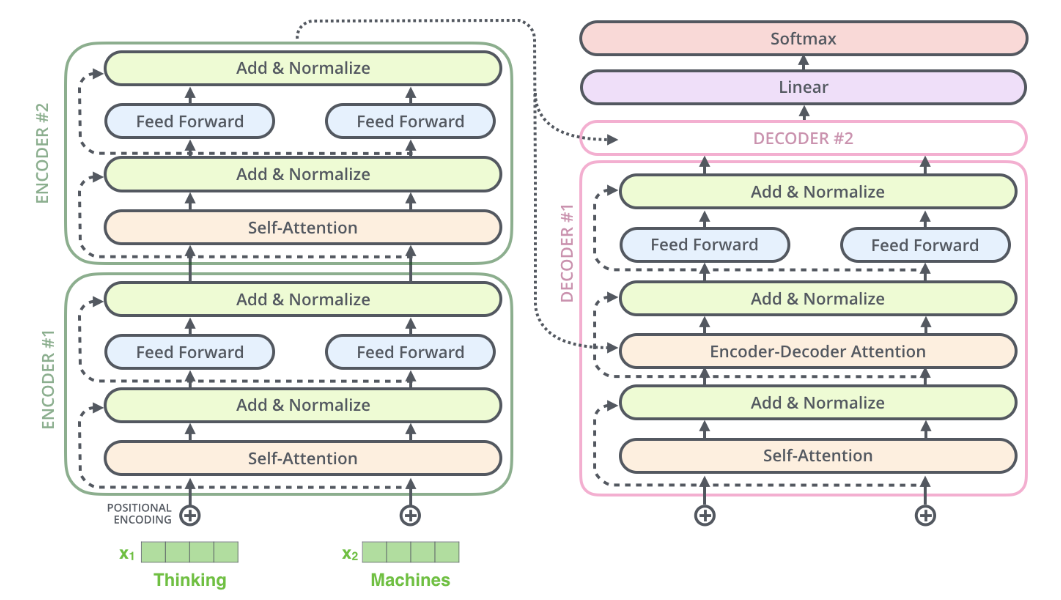 ENCODER #2
Add & Normalize
Feed Forward
Feed Forward
Add & Normalize
Self-Attention
ENCODER #1
Add & Normalize
Feed Forward
Feed Forward
Add & Normalize
Self-Attention
POSITIONAL
ENCODING
x1
x2
Thinking
Machines
Softmax
Linear
DECODER #2
DECODER #1
Add & Normalize
Feed Forward
Feed Forward
Add & Normalize
Encoder-Decoder Attention
Add & Normalize
Self-Attention